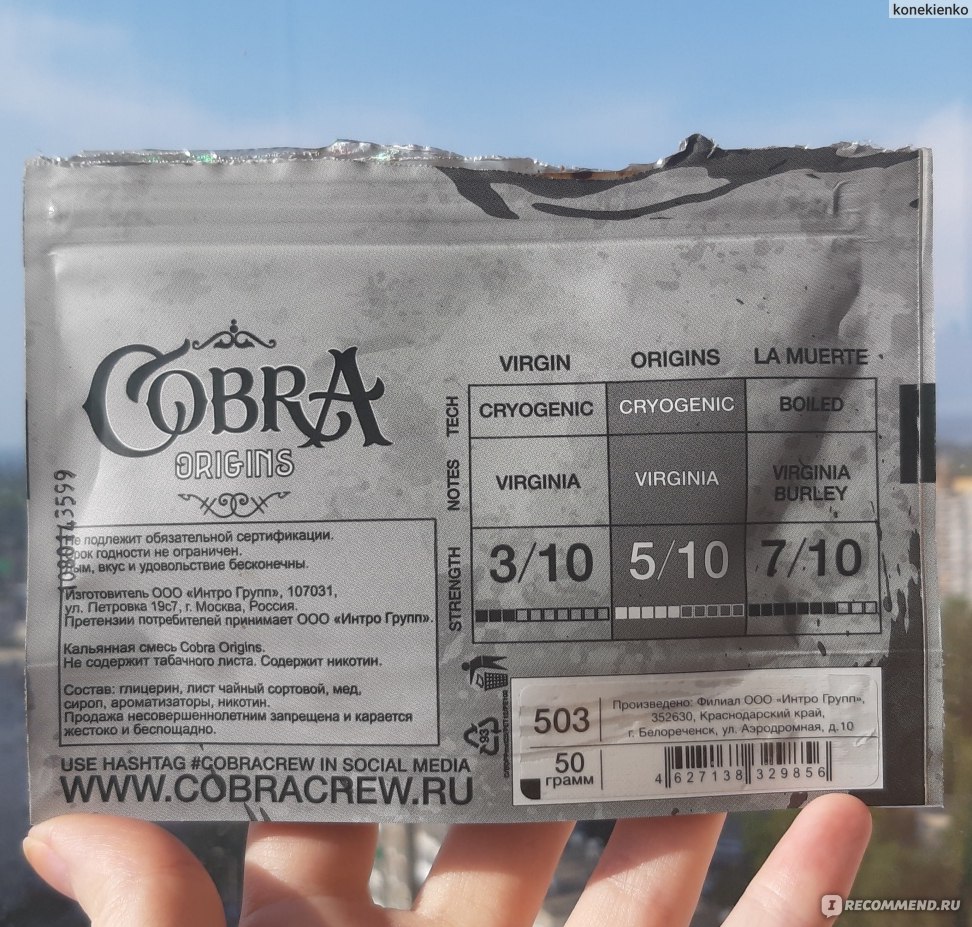 konekienko
COBRA
ORIGINS
VIRGIN ORIGINS LA MUERTE
TECH CRYOGENIC CRYOGENIC BOILED
NOTES VIRGINIA VIRGINIA VIRGINIA
BURLEY
STRENGTH 3/10 5/10 7/10
Не подлежит обязательной сертификации.
Срок годности не ограничен.
Дым, вкус и удовольствие бесконечны.
Изготовитель ООО «Интро Групп», 107031,
ул. Петровка 19с7, г. Москва, Россия.
Претензии потребителей принимает ООО «Интро Групп».
Кальянная смесь Cobra Origins.
Не содержит табачного листа. Содержит никотин.
Состав: глицерин, лист чайный сортовой, мед,
сироп, ароматизаторы, никотин.
Продажа несовершеннолетним запрещена и карается
жестоко и беспощадно.
USE HASHTAG #COBRACREW IN SOCIAL MEDIA
WWW.COBRACREW.RU
93
503
50
грамм
Произведено: Филиал ООО «Интро Групп»,
352630, Краснодарский край,
г. Белореченск, ул. Аэродромная, д.10
4 627138 329856
IRECOMMEND.RU